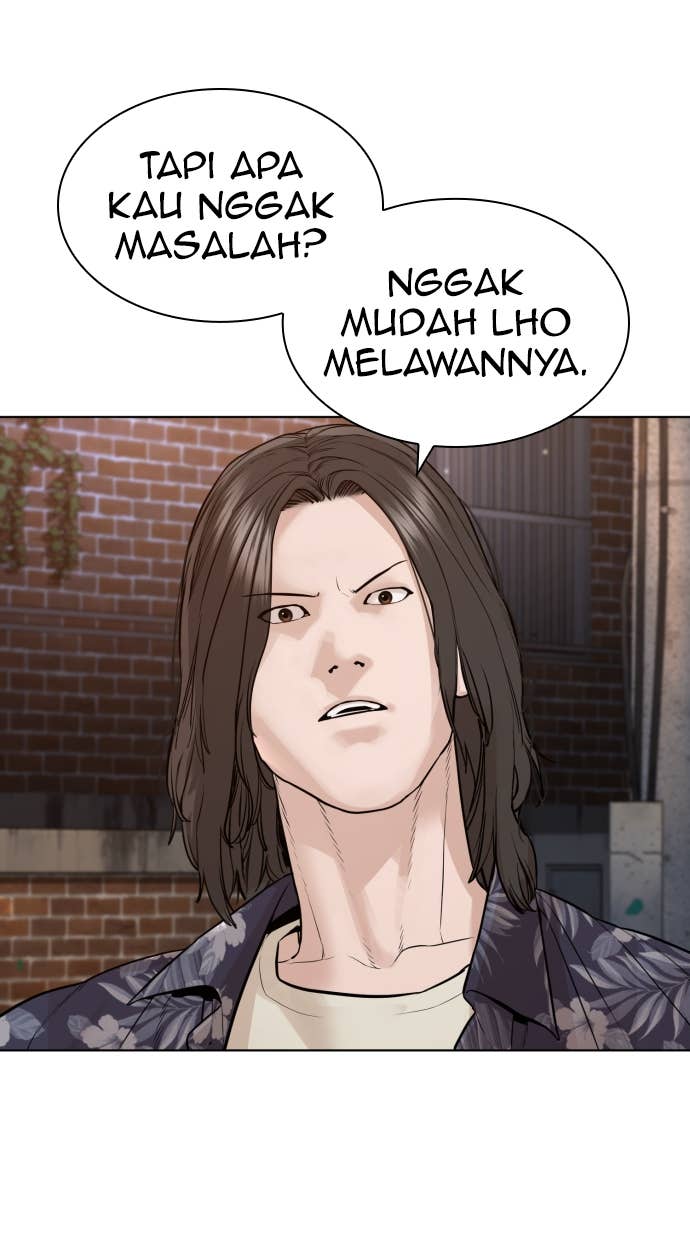 TAPI APA
KAU NGGAK
MASALAH?
NGGAK
MUDAH LHO
MELAWANNYA.